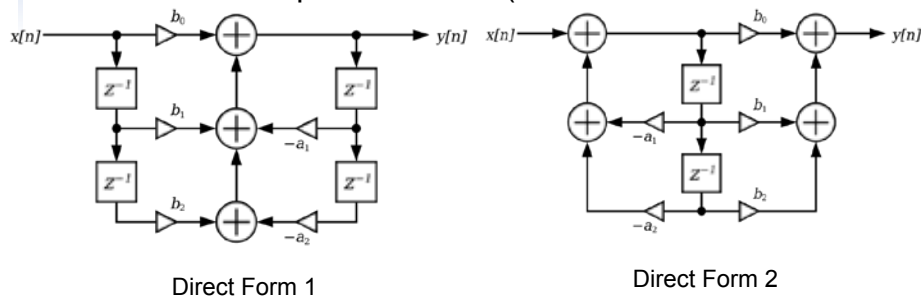 x[n] b₀ y[n]
z⁻¹ z⁻¹
b₁ −a₁
z⁻¹ z⁻¹
b₂ −a₂
Direct Form 1
x[n] b₀ y[n]
z⁻¹
−a₁ b₁
z⁻¹
−a₂ b₂
Direct Form 2